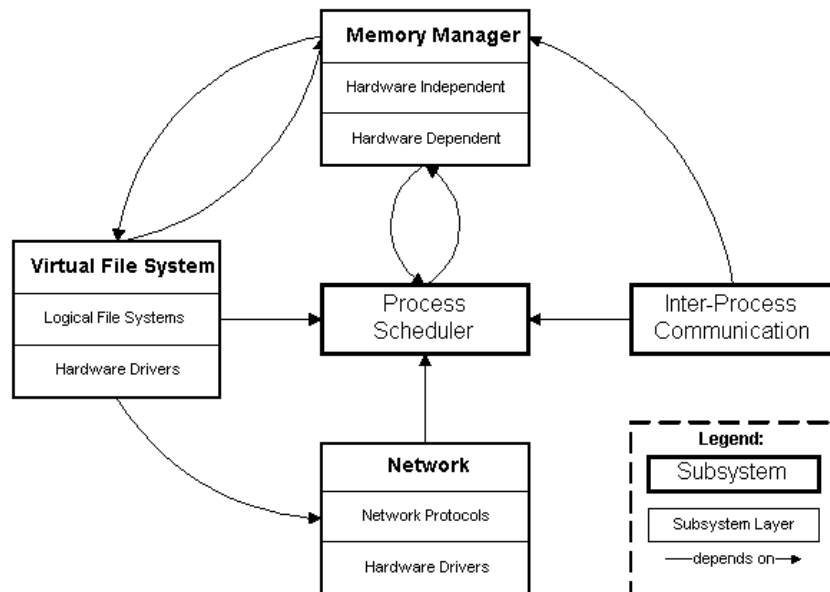 Memory Manager
Hardware Independent
Hardware Dependent
Virtual File System
Logical File Systems
Hardware Drivers
Process
Scheduler
Inter-Process
Communication
Network
Network Protocols
Hardware Drivers
Legend:
Subsystem
Subsystem Layer
depends on